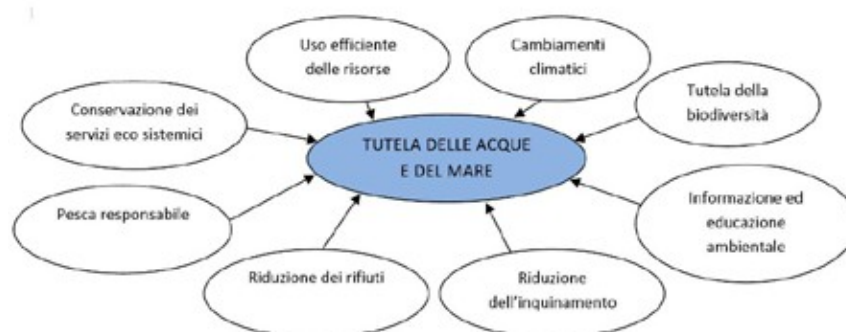 Uso efficiente
delle risorse
Cambiamenti
climatici
Conservazione dei
servizi eco sistemici
Tutela della
biodiversità
TUTELA DELLE ACQUE
E DEL MARE
Pesca responsabile
Informazione ed
educazione
ambientale
Riduzione dei rifiuti
Riduzione
dell'inquinamento